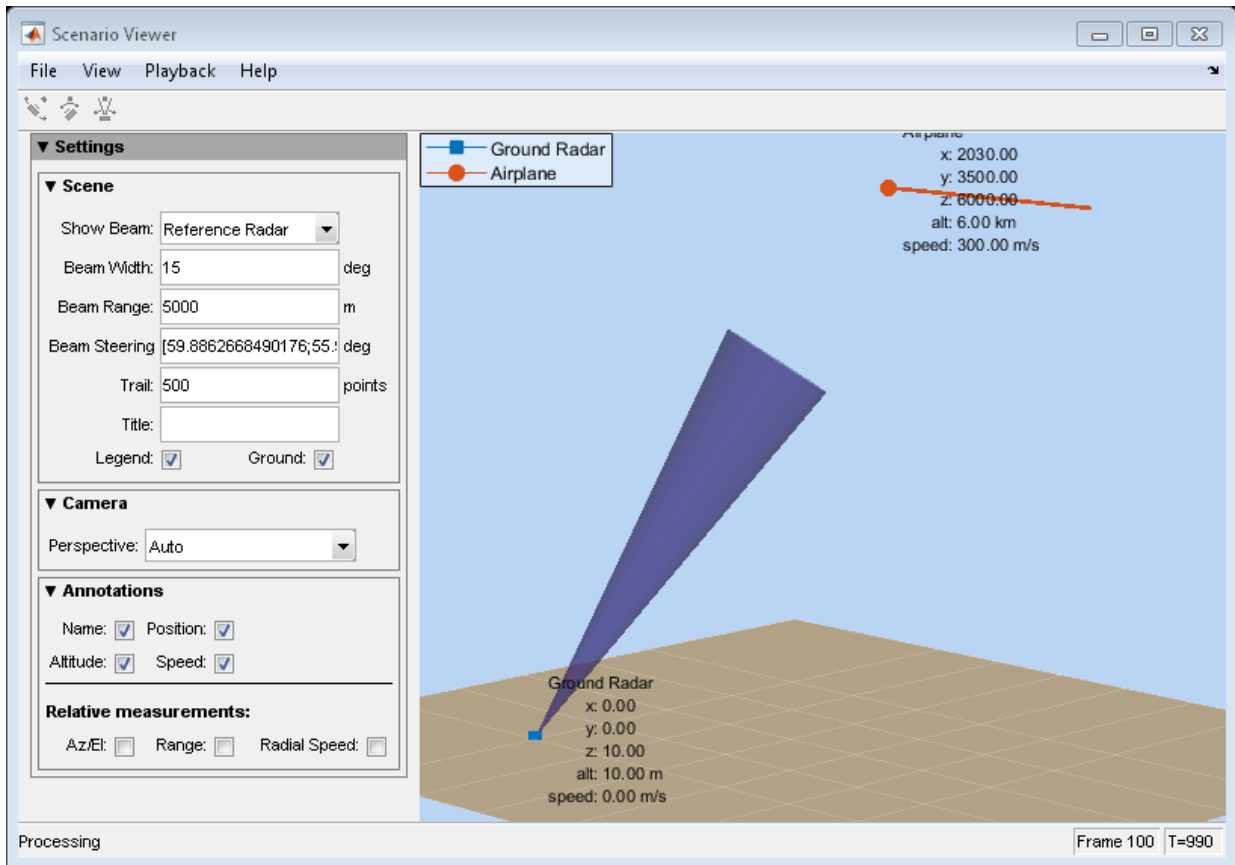 Scenario Viewer
File View Playback Help
▼ Settings
▼ Scene
Show Beam: Reference Radar
Beam Width: 15 deg
Beam Range: 5000 m
Beam Steering [59.8862668490176;55. deg
Trail: 500 points
Title:
Legend: Ground:
▼ Camera
Perspective: Auto
▼ Annotations
Name: Position:
Altitude: Speed:
Relative measurements:
Az/El: Range: Radial Speed:
Ground Radar
Airplane
Airplane
x: 2030.00
y: 3500.00
z: 6000.00
alt: 6.00 km
speed: 300.00 m/s
Ground Radar
x: 0.00
y: 0.00
z: 10.00
alt: 10.00 m
speed: 0.00 m/s
Processing Frame 100 T=990